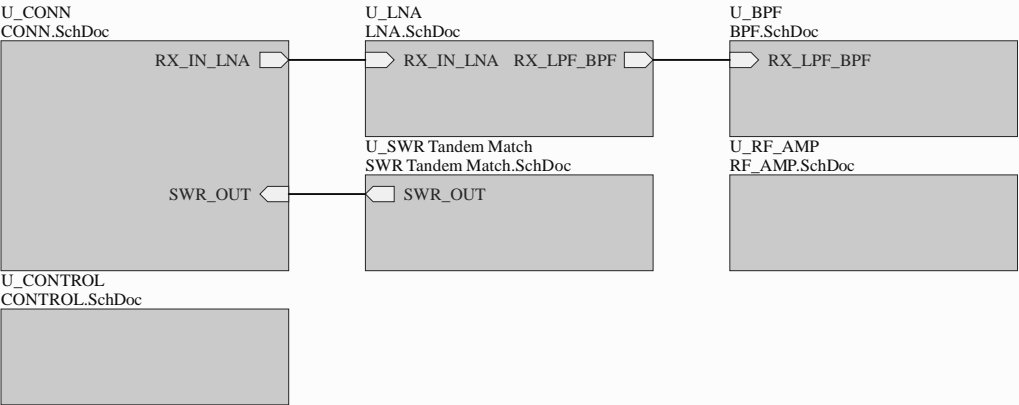 U_CONN
CONN.SchDoc
RX_IN_LNA
SWR_OUT
U_LNA
LNA.SchDoc
RX_IN_LNA RX_LPF_BPF
U_BPF
BPF.SchDoc
RX_LPF_BPF
U_SWR Tandem Match
SWR Tandem Match.SchDoc
SWR_OUT
U_RF_AMP
RF_AMP.SchDoc
U_CONTROL
CONTROL.SchDoc